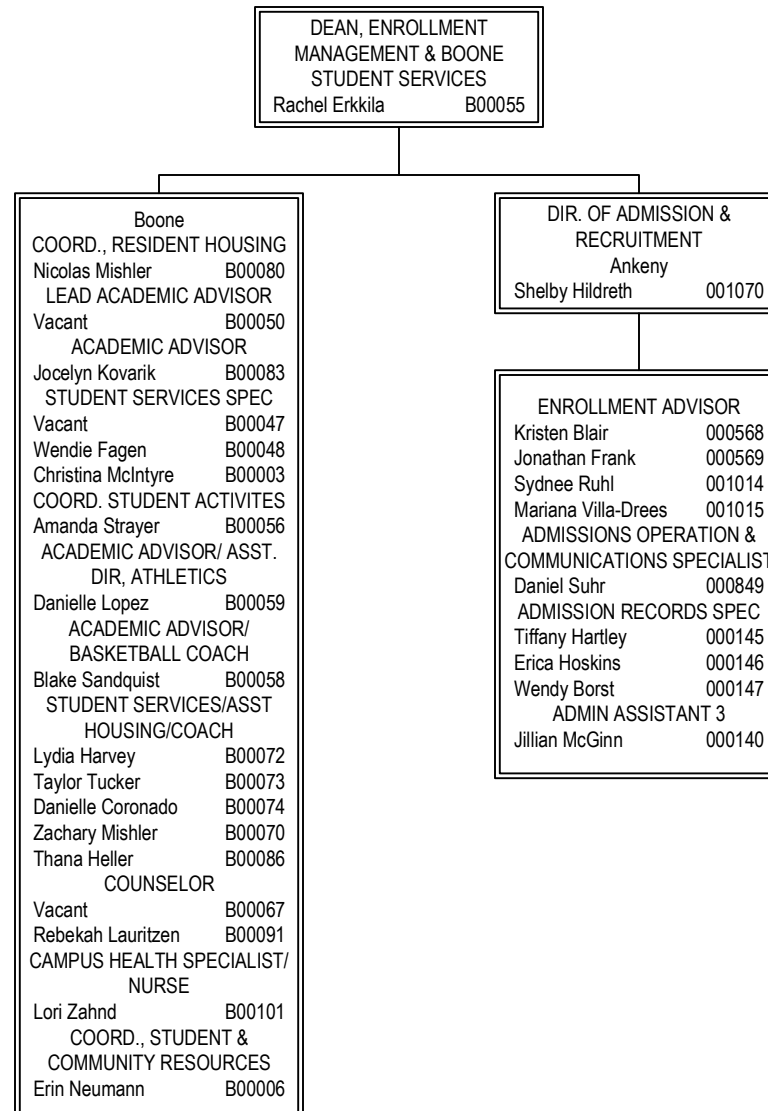 DEAN, ENROLLMENT
MANAGEMENT & BOONE
STUDENT SERVICES
Rachel Erkkila B00055
Boone
COORD., RESIDENT HOUSING
Nicolas Mishler B00080
LEAD ACADEMIC ADVISOR
Vacant B00050
ACADEMIC ADVISOR
Jocelyn Kovarik B00083
STUDENT SERVICES SPEC
Vacant B00047
Wendie Fagen B00048
Christina McIntyre B00003
COORD. STUDENT ACTIVITES
Amanda Strayer B00056
ACADEMIC ADVISOR/ ASST.
DIR, ATHLETICS
Danielle Lopez B00059
ACADEMIC ADVISOR/
BASKETBALL COACH
Blake Sandquist B00058
STUDENT SERVICES/ASST
HOUSING/COACH
Lydia Harvey B00072
Taylor Tucker B00073
Danielle Coronado B00074
Zachary Mishler B00070
Thana Heller B00086
COUNSELOR
Vacant B00067
Rebekah Lauritzen B00091
CAMPUS HEALTH SPECIALIST/
NURSE
Lori Zahnd B00101
COORD., STUDENT &
COMMUNITY RESOURCES
Erin Neumann B00006
DIR. OF ADMISSION &
RECRUITMENT
Ankeny
Shelby Hildreth 001070
ENROLLMENT ADVISOR
Kristen Blair 000568
Jonathan Frank 000569
Sydnee Ruhl 001014
Mariana Villa-Drees 001015
ADMISSIONS OPERATION &
COMMUNICATIONS SPECIALIST
Daniel Suhr 000849
ADMISSION RECORDS SPEC
Tiffany Hartley 000145
Erica Hoskins 000146
Wendy Borst 000147
ADMIN ASSISTANT 3
Jillian McGinn 000140